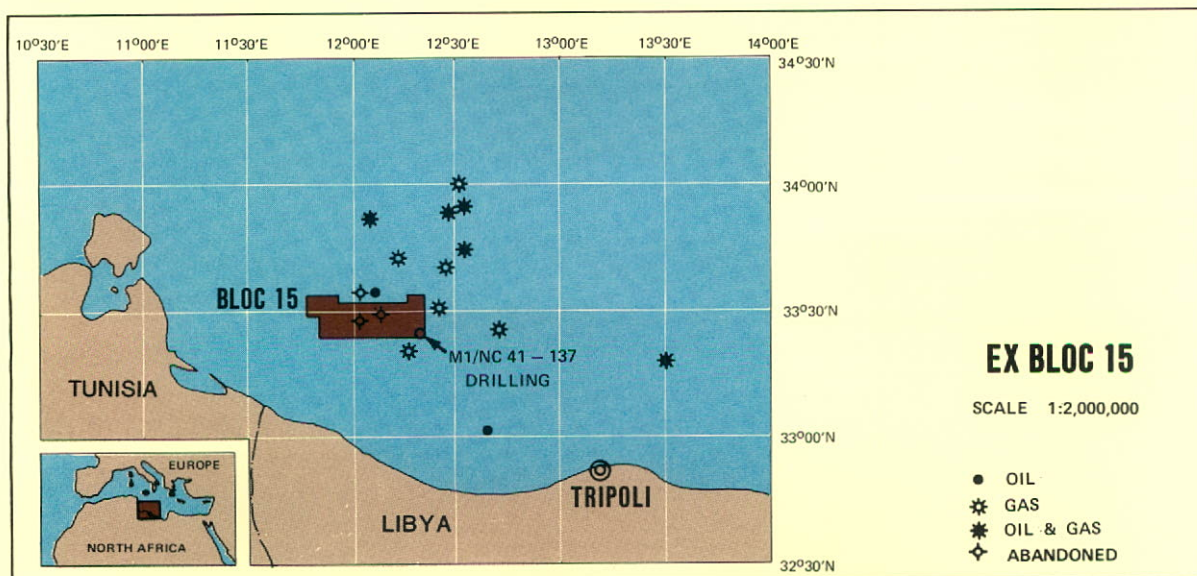 10°30'E 11°00'E 11°30'E 12°00'E 12°30'E 13°00'E 13°30'E 14°00'E
34°30'N
34°00'N
BLOC 15
33°30'N
M1/NC 41 – 137
DRILLING
TUNISIA
33°00'N
TRIPOLI
LIBYA
32°30'N
EUROPE
NORTH AFRICA
EX BLOC 15
SCALE 1:2,000,000
OIL
GAS
OIL & GAS
ABANDONED